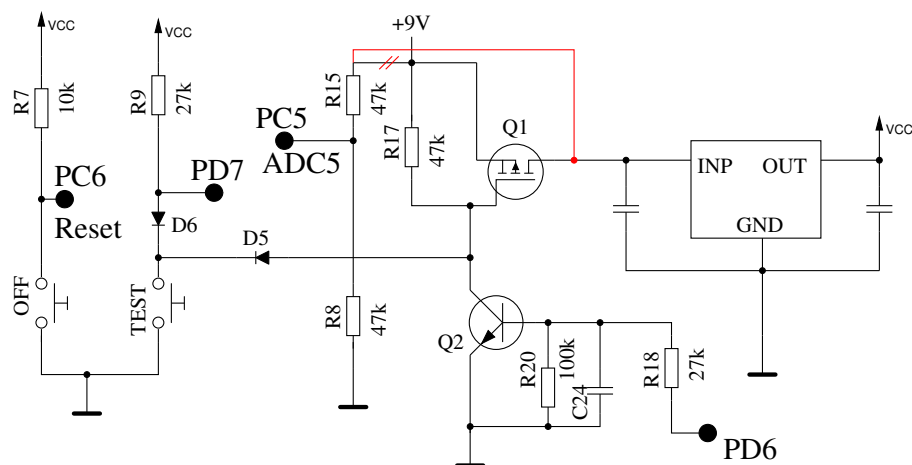 VCC
VCC
+9V
VCC
R7
10k
R9
27k
R15
47k
R17
47k
Q1
PC5
ADC5
INP
OUT
GND
PC6
Reset
PD7
D6
D5
OFF
TEST
R8
47k
Q2
R20
100k
C24
R18
27k
PD6